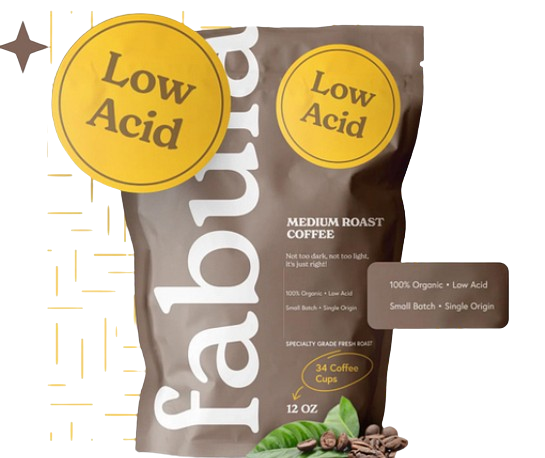 Low
Acid
fabula
Low
Acid
MEDIUM ROAST
COFFEE
Not too dark, not too light,
it's just right!
100% Organic • Low Acid
Small Batch • Single Origin
100% Organic • Low Acid
Small Batch • Single Origin
SPECIALTY GRADE FRESH ROAST
34 Coffee
Cups
12 OZ